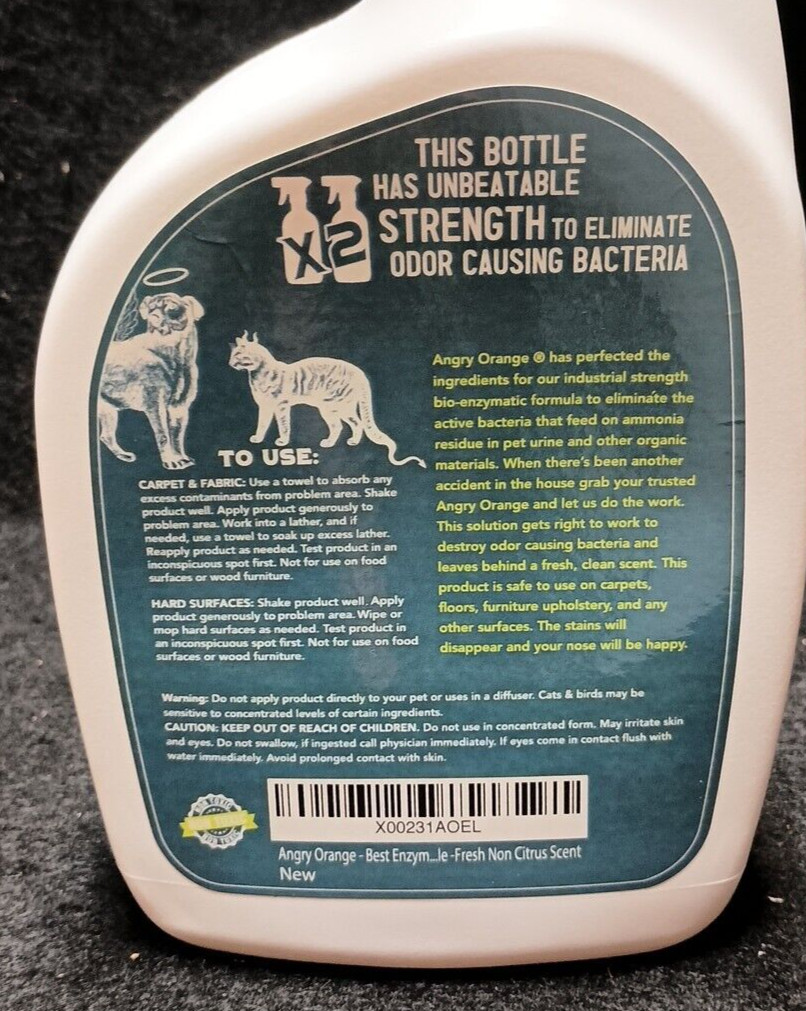 THIS BOTTLE
HAS UNBEATABLE
STRENGTH TO ELIMINATE
ODOR CAUSING BACTERIA
X2
Angry Orange ® has perfected the
ingredients for our industrial strength
bio-enzymatic formula to eliminate the
active bacteria that feed on ammonia
residue in pet urine and other organic
materials. When there's been another
accident in the house grab your trusted
Angry Orange and let us do the work.
This solution gets right to work to
destroy odor causing bacteria and
leaves behind a fresh, clean scent. This
product is safe to use on carpets,
floors, furniture upholstery, and any
other surfaces. The stains will
disappear and your nose will be happy.
TO USE:
CARPET & FABRIC: Use a towel to absorb any
excess contaminants from problem area. Shake
product well. Apply product generously to
problem area. Work into a lather, and if
needed, use a towel to soak up excess lather.
Reapply product as needed. Test product in an
inconspicuous spot first. Not for use on food
surfaces or wood furniture.
HARD SURFACES: Shake product well. Apply
product generously to problem area. Wipe or
mop hard surfaces as needed. Test product in
an inconspicuous spot first. Not for use on food
surfaces or wood furniture.
Warning: Do not apply product directly to your pet or uses in a diffuser. Cats & birds may be
sensitive to concentrated levels of certain ingredients.
CAUTION: KEEP OUT OF REACH OF CHILDREN. Do not use in concentrated form. May irritate skin
and eyes. Do not swallow, if ingested call physician immediately. If eyes come in contact flush with
water immediately. Avoid prolonged contact with skin.
NON TOXIC
NON TOXIC
NON TOXIC
X00231AOEL
Angry Orange - Best Enzym...le -Fresh Non Citrus Scent
New